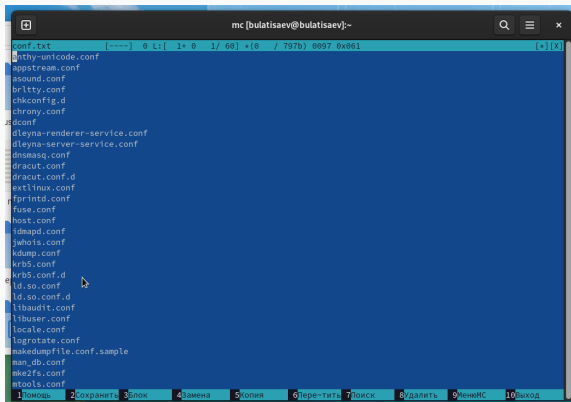 mc [bulatisaev@bulatisaev]:~
conf.txt [----] 0 L:[ 1+ 0 1/ 60] *(0 / 797b) 0097 0x061 [*][X]
anthy-unicode.conf
appstream.conf
asound.conf
brltty.conf
chkconfig.d
chrony.conf
dconf
dleyna-renderer-service.conf
dleyna-server-service.conf
dnsmasq.conf
dracut.conf
dracut.conf.d
extlinux.conf
fprintd.conf
fuse.conf
host.conf
idmapd.conf
jwhois.conf
kdump.conf
krb5.conf
krb5.conf.d
ld.so.conf
ld.so.conf.d
libaudit.conf
libuser.conf
locale.conf
logrotate.conf
makedumpfile.conf.sample
man_db.conf
mke2fs.conf
mtools.conf
1Помощь 2Сохранить 3Блок 4Замена 5Копия 6Пере~тить 7Поиск 8Удалить 9МенюMC 10Выход